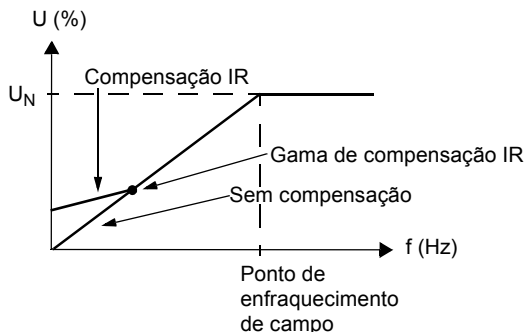 U (%)
Compensação IR
U_N
Gama de compensação IR
Sem compensação
f (Hz)
Ponto de
enfraquecimento
de campo